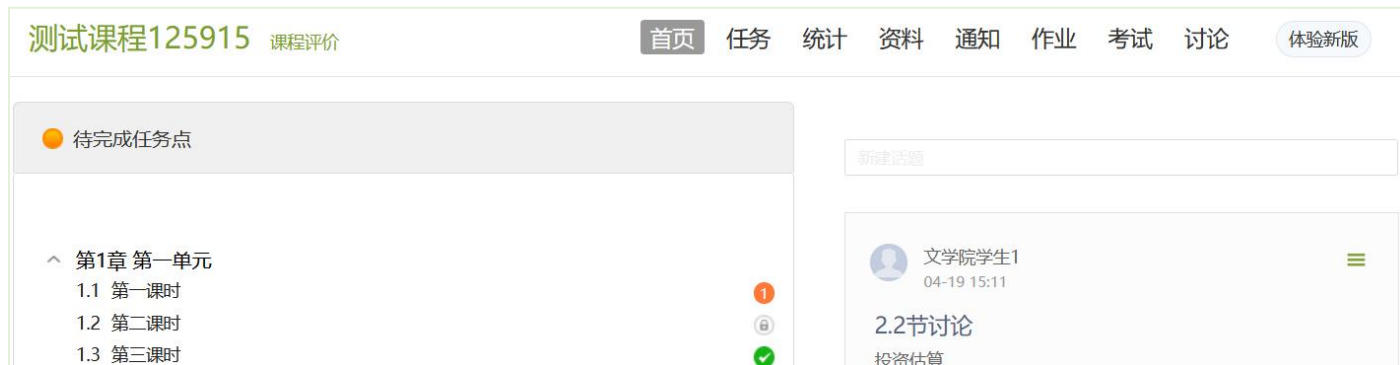 测试课程125915 课程评价
首页 任务 统计 资料 通知 作业 考试 讨论 体验新版
待完成任务点
第1章 第一单元
1.1 第一课时
1
1.2 第二课时
1.3 第三课时
新建话题
文学院学生1
04-19 15:11
2.2节讨论
投资估算